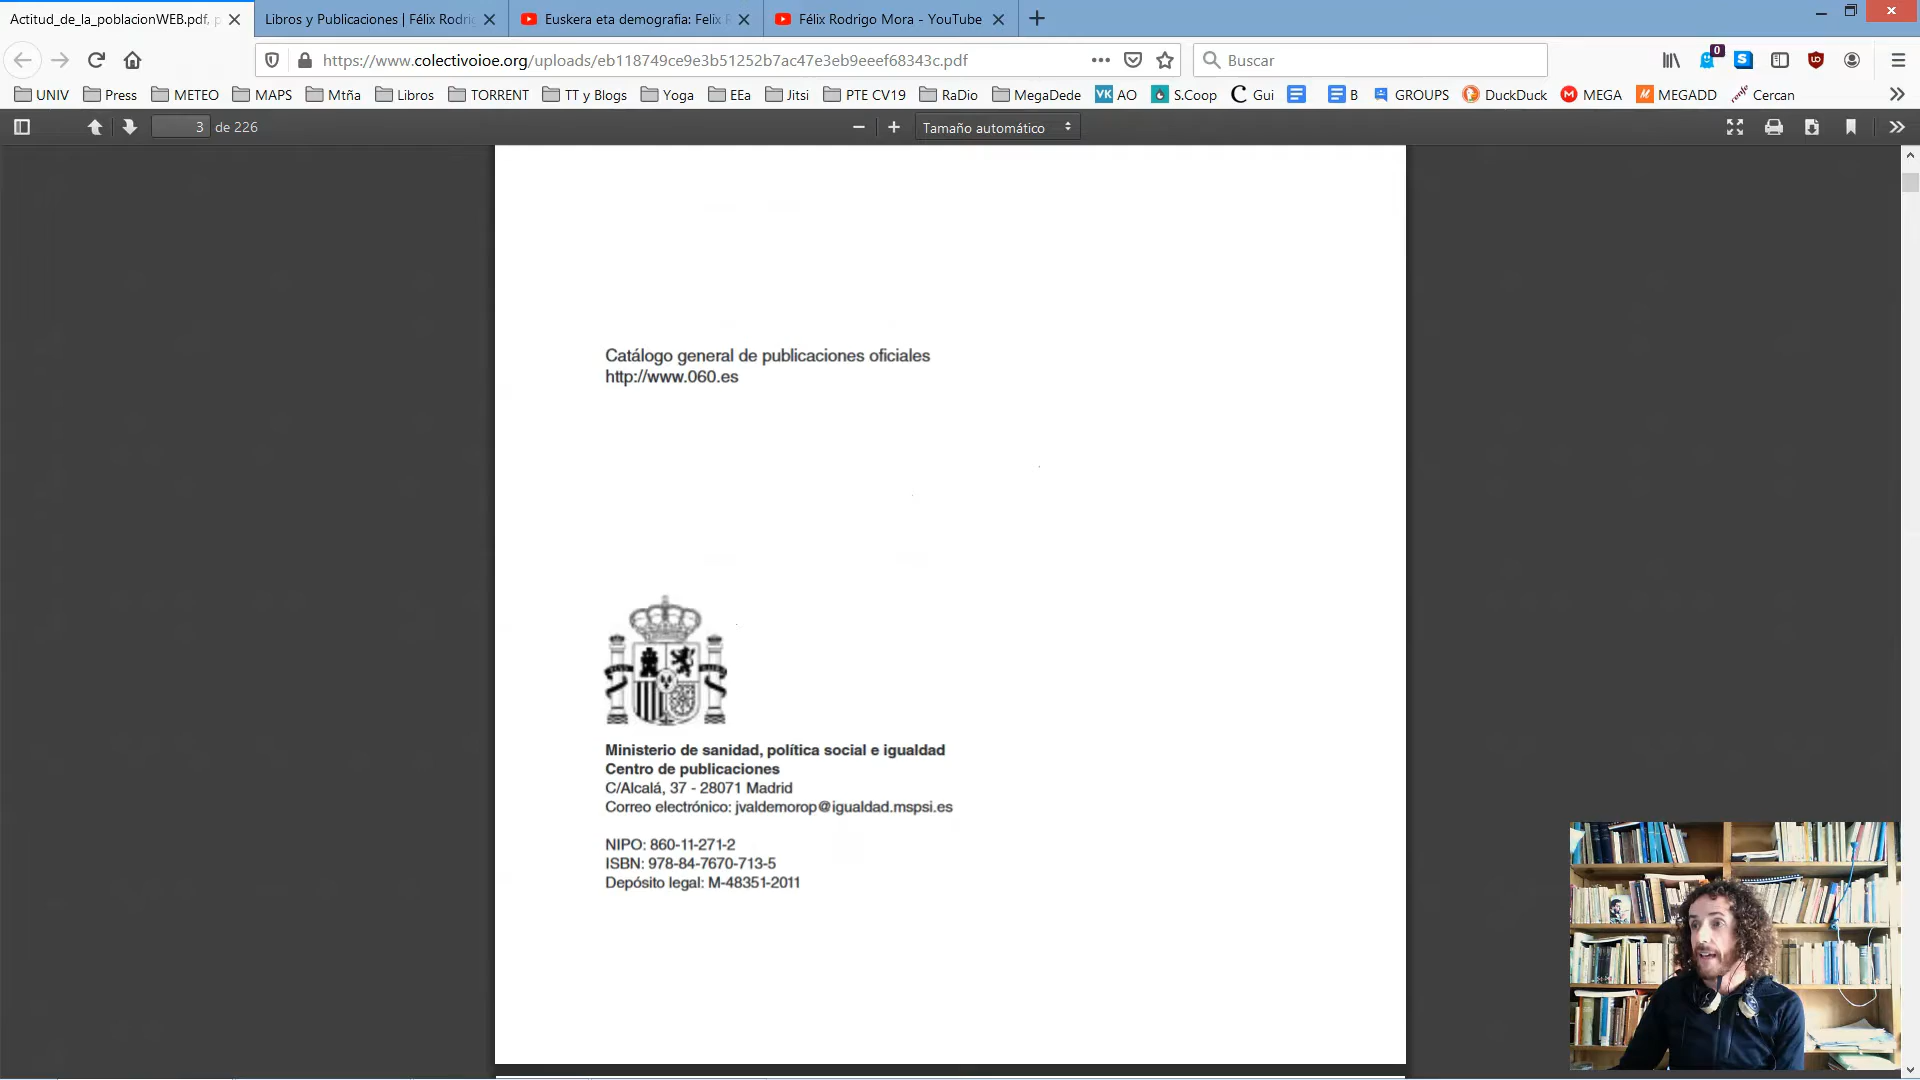 Actitud_de_la_poblacionWEB.pdf, p
Libros y Publicaciones | Félix Rodri
Euskera eta demografia: Felix R
Félix Rodrigo Mora - YouTube
https://www.colectivoioe.org/uploads/eb118749ce9e3b51252b7ac47e3eb9eeef68343c.pdf
Buscar
0
UNIV
Press
METEO
MAPS
Mtña
Libros
TORRENT
TT y Blogs
Yoga
EEa
Jitsi
PTE CV19
RaDio
MegaDede
AO
S.Coop
Gui
B
GROUPS
DuckDuck
MEGA
MEGADD
Cercan
3 de 226
Tamaño automático
Catálogo general de publicaciones oficiales
http://www.060.es
Ministerio de sanidad, política social e igualdad
Centro de publicaciones
C/Alcalá, 37 - 28071 Madrid
Correo electrónico: jvaldemorop@igualdad.mspsi.es
NIPO: 860-11-271-2
ISBN: 978-84-7670-713-5
Depósito legal: M-48351-2011